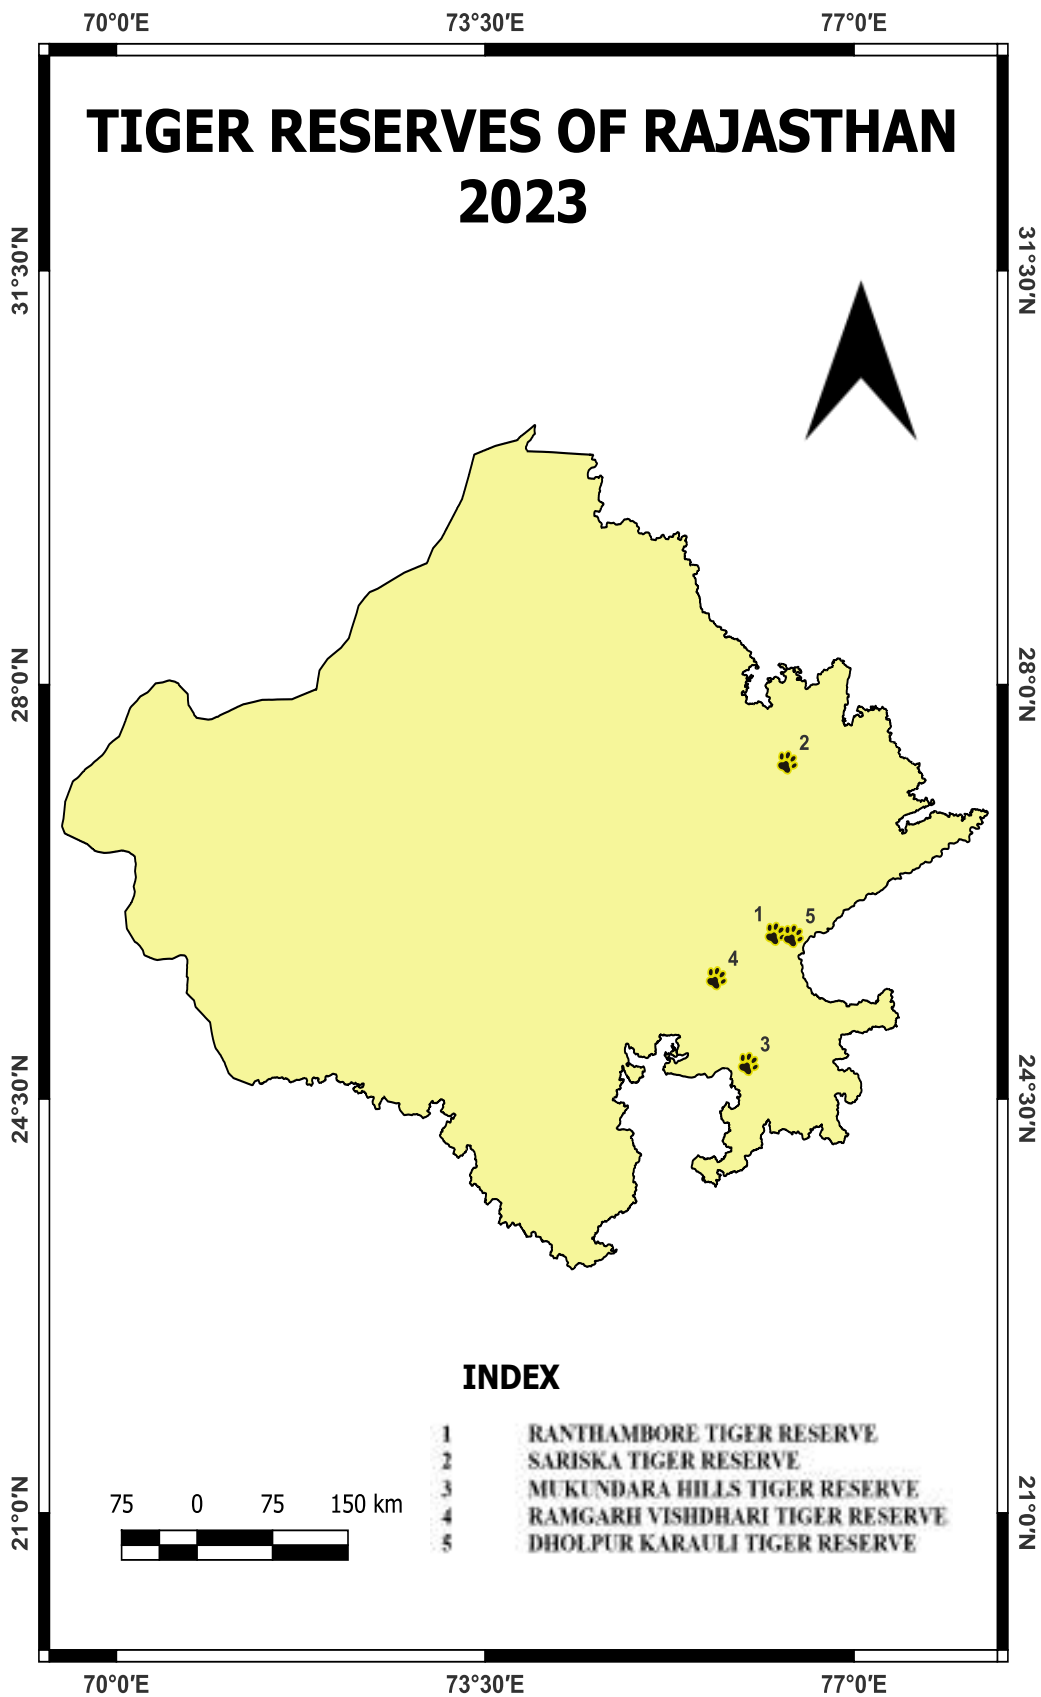 70°0′E 73°30′E 77°0′E
TIGER RESERVES OF RAJASTHAN
2023
31°30′N 31°30′N
28°0′N 28°0′N
2
1 5
4
3
24°30′N 24°30′N
INDEX
1 RANTHAMBORE TIGER RESERVE
2 SARISKA TIGER RESERVE
3 MUKUNDARA HILLS TIGER RESERVE
4 RAMGARH VISHDHARI TIGER RESERVE
5 DHOLPUR KARAULI TIGER RESERVE
75 0 75 150 km
21°0′N 21°0′N
70°0′E 73°30′E 77°0′E